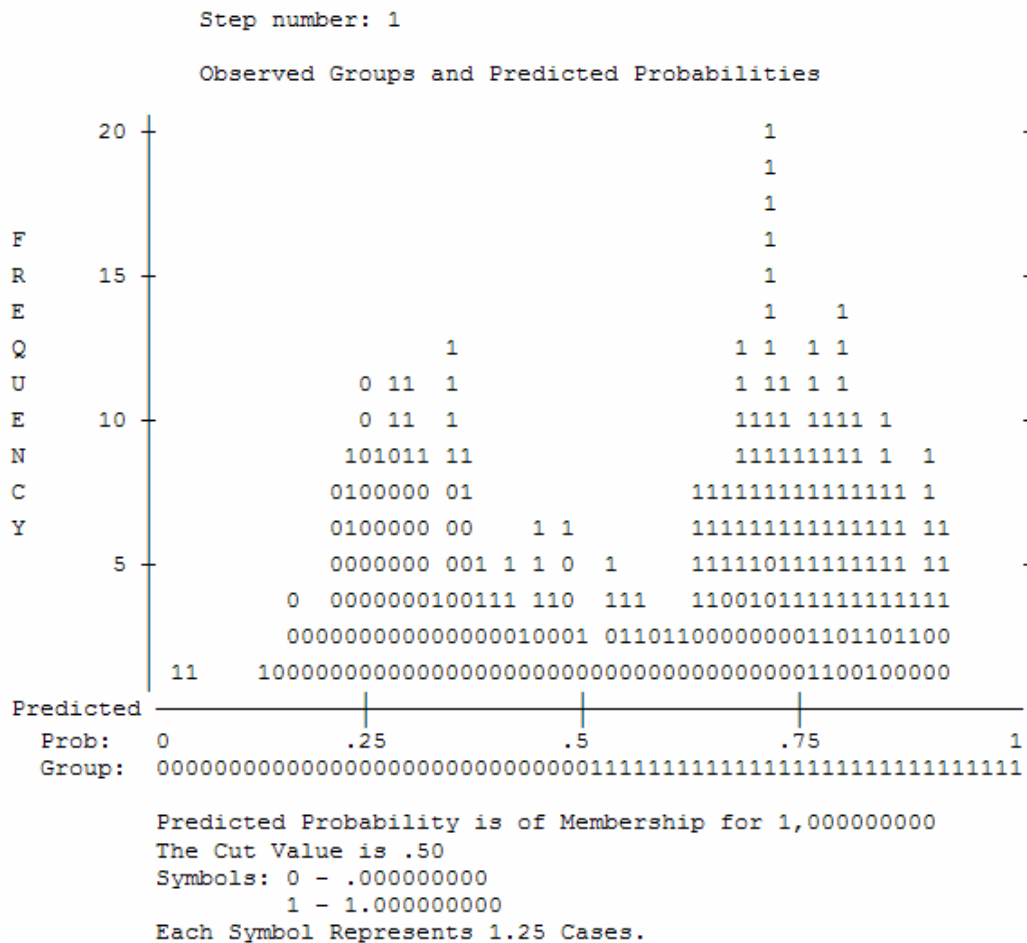 Step number: 1
Observed Groups and Predicted Probabilities
20 1
1
1
F 1
R 15 1
E 1 1
Q 1 1 1 1 1
U 0 11 1 1 11 1 1
E 10 0 11 1 1111 1111 1
N 101011 11 111111111 1 1
C 0100000 01 111111111111111 1
Y 0100000 00 1 1 111111111111111 11
5 0000000 001 1 1 0 1 111101111111111 11
0 0000000100111 110 111 110010111111111111
000000000000000010001 011011000000001101101100
11 100000000000000000000000000000000000001100100000
Predicted
Prob: 0 .25 .5 .75 1
Group: 000000000000000000000000000000111111111111111111111111111111
Predicted Probability is of Membership for 1,000000000
The Cut Value is .50
Symbols: 0 - .000000000
1 - 1.000000000
Each Symbol Represents 1.25 Cases.